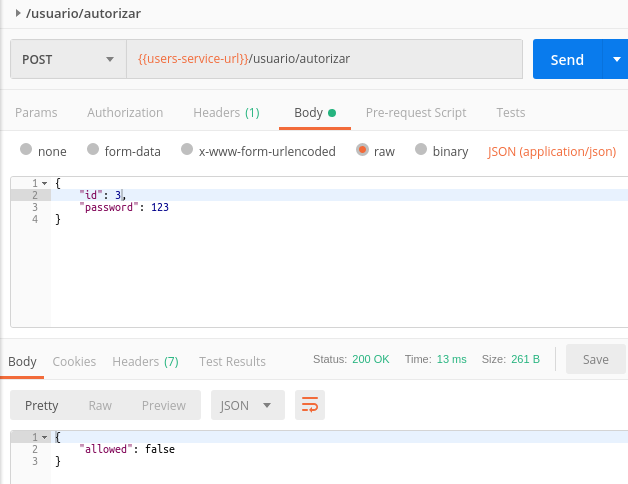 /usuario/autorizar
POST {{users-service-url}}/usuario/autorizar Send
Params Authorization Headers (1) Body Pre-request Script Tests
none form-data x-www-form-urlencoded raw binary JSON (application/json)
1 {
2 "id": 3,
3 "password": 123
4 }
Body Cookies Headers (7) Test Results Status: 200 OK Time: 13 ms Size: 261 B Save
Pretty Raw Preview JSON
1 {
2 "allowed": false
3 }